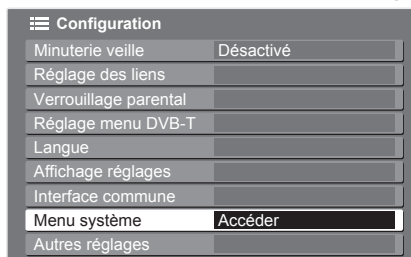 Configuration
Minuterie veille Désactivé
Réglage des liens
Verrouillage parental
Réglage menu DVB-T
Langue
Affichage réglages
Interface commune
Menu système Accéder
Autres réglages